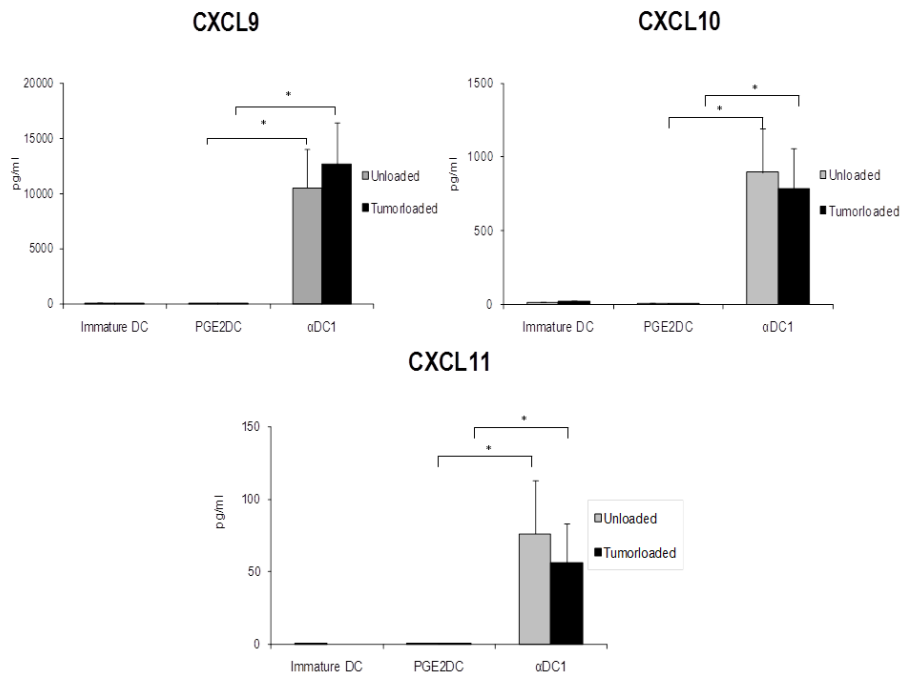 CXCL9
20000
15000
10000
5000
0
pg/ml
*
*
Unloaded
Tumorloaded
Immature DC
PGE2DC
αDC1
CXCL10
1500
1000
500
0
pg/ml
*
*
Unloaded
Tumorloaded
Immature DC
PGE2DC
αDC1
CXCL11
150
100
50
0
pg/ml
*
*
Unloaded
Tumorloaded
Immature DC
PGE2DC
αDC1